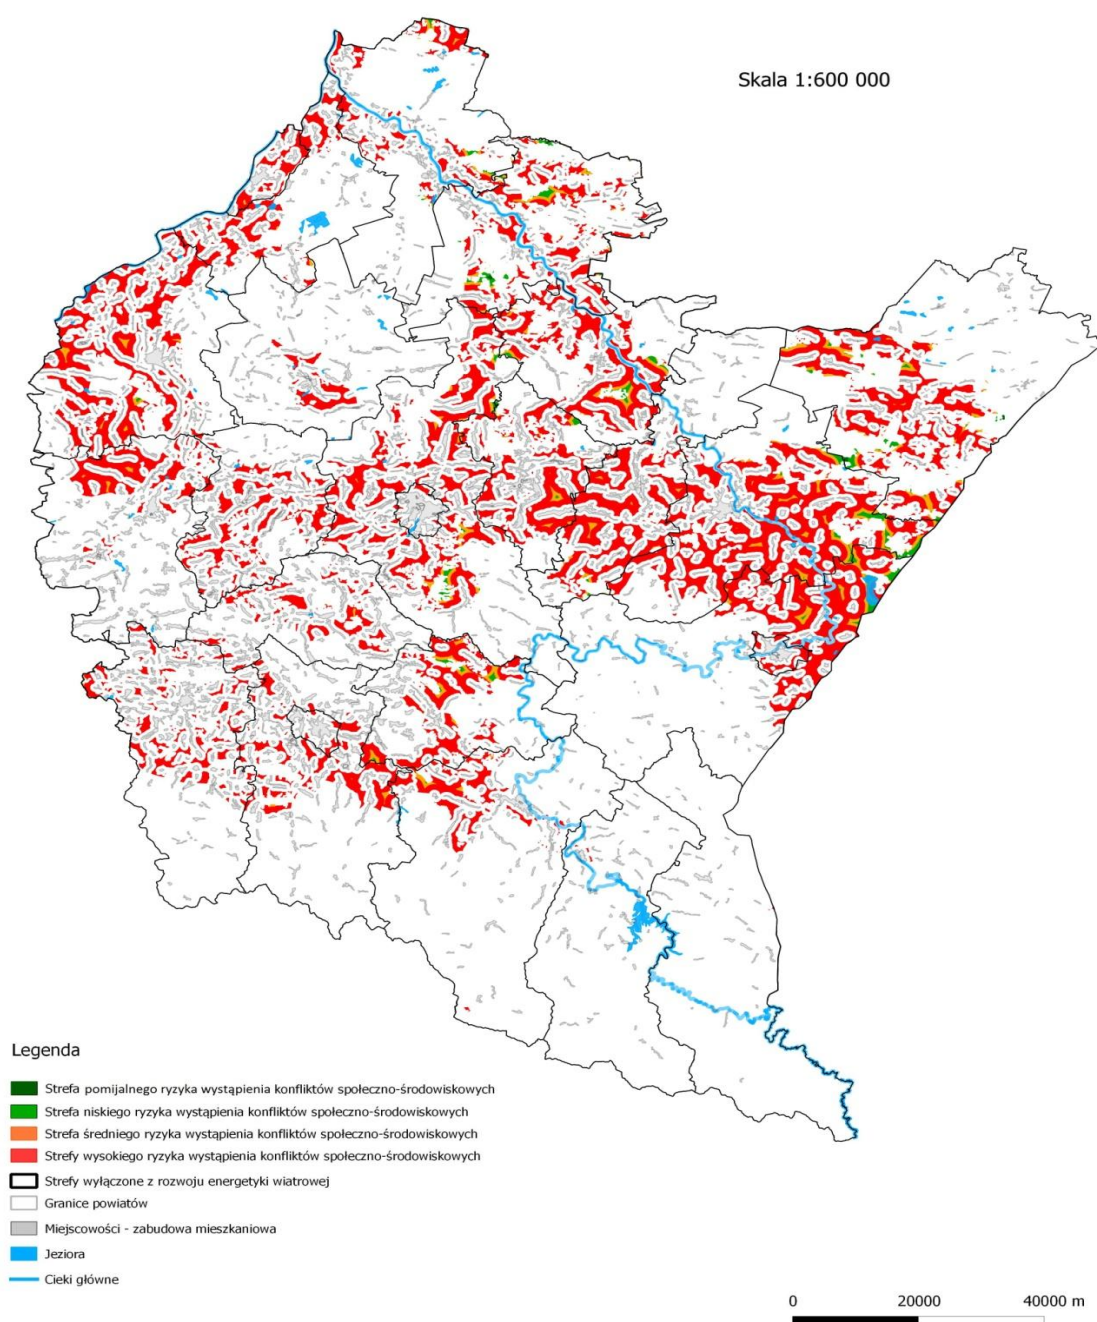 Skala 1:600 000
Legenda
Strefa pomijalnego ryzyka wystąpienia konfliktów społeczno-środowiskowych
Strefa niskiego ryzyka wystąpienia konfliktów społeczno-środowiskowych
Strefa średniego ryzyka wystąpienia konfliktów społeczno-środowiskowych
Strefy wysokiego ryzyka wystąpienia konfliktów społeczno-środowiskowych
Strefy wyłączone z rozwoju energetyki wiatrowej
Granice powiatów
Miejscowości - zabudowa mieszkaniowa
Jeziora
Cieki główne
0 20000 40000 m